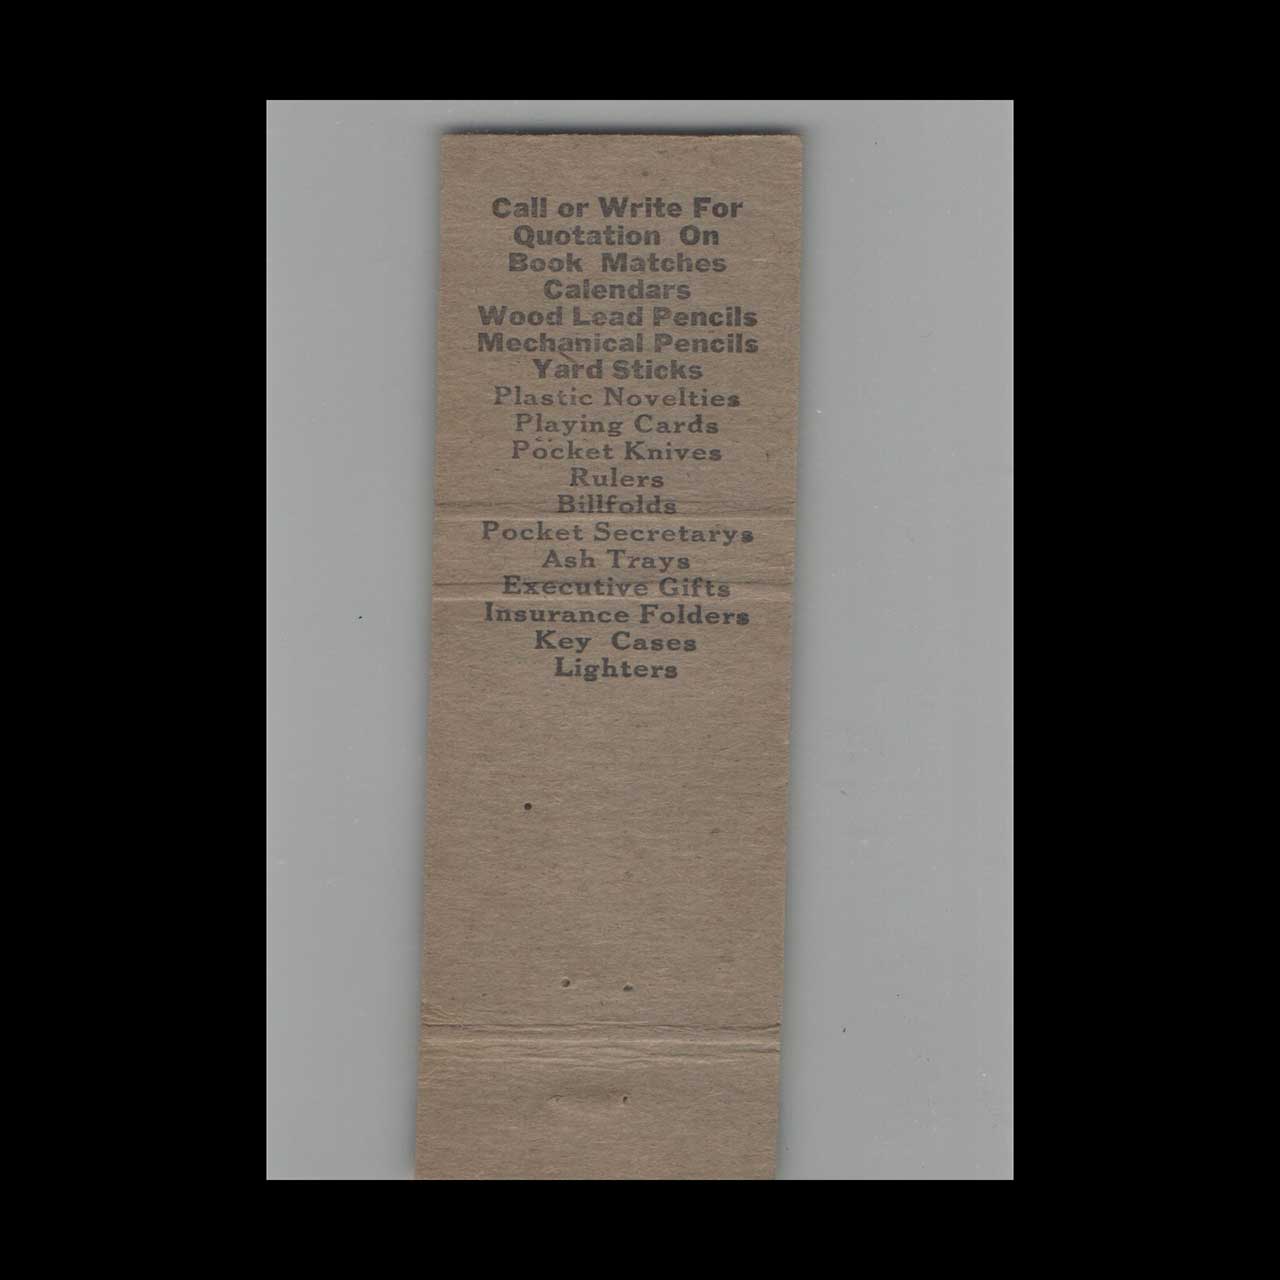 Call or Write For
Quotation On
Book Matches
Calendars
Wood Lead Pencils
Mechanical Pencils
Yard Sticks
Plastic Novelties
Playing Cards
Pocket Knives
Rulers
Billfolds
Pocket Secretarys
Ash Trays
Executive Gifts
Insurance Folders
Key Cases
Lighters